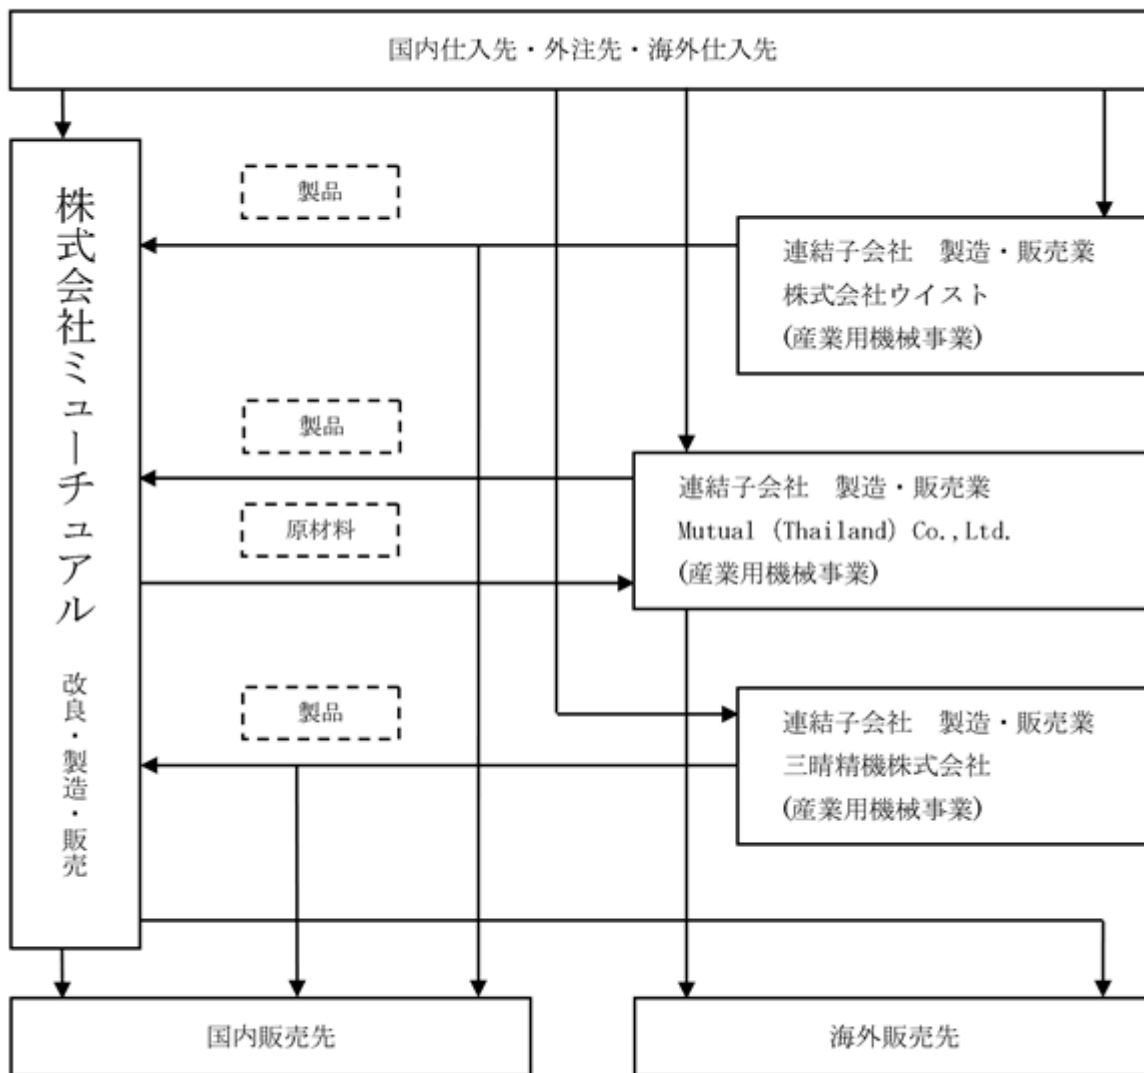 国内仕入先・外注先・海外仕入先
株式会社ミューチュアル
改良・製造・販売
製品
連結子会社　製造・販売業
株式会社ウイスト
(産業用機械事業)
製品
原材料
連結子会社　製造・販売業
Mutual (Thailand) Co.,Ltd.
(産業用機械事業)
製品
連結子会社　製造・販売業
三晴精機株式会社
(産業用機械事業)
国内販売先
海外販売先